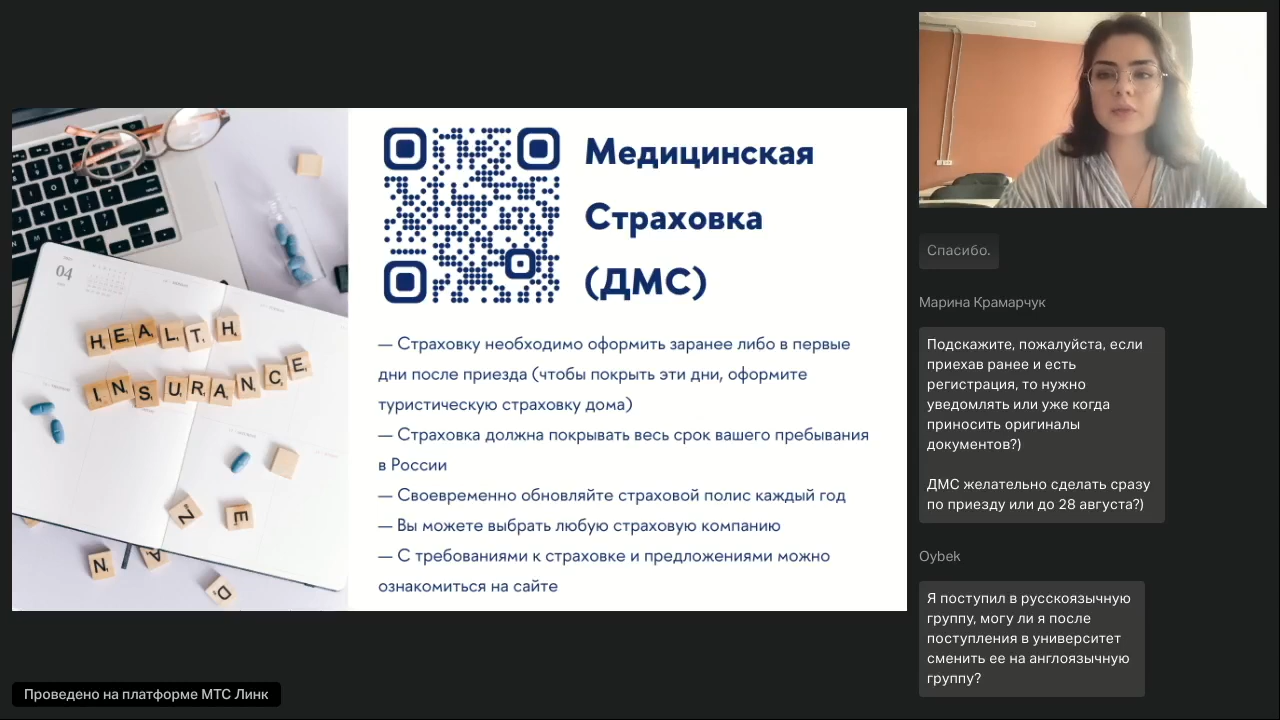 04
HEALTH
INSURANCE
Z
E
N
A
D
Медицинская
Страховка
(ДМС)
— Страховку необходимо оформить заранее либо в первые
дни после приезда (чтобы покрыть эти дни, оформите
туристическую страховку дома)
— Страховка должна покрывать весь срок вашего пребывания
в России
— Своевременно обновляйте страховой полис каждый год
— Вы можете выбрать любую страховую компанию
— С требованиями к страховке и предложениями можно
ознакомиться на сайте
Проведено на платформе МТС Линк
Спасибо.
Марина Крамарчук
Подскажите, пожалуйста, если
приехав ранее и есть
регистрация, то нужно
уведомлять или уже когда
приносить оригиналы
документов?)
ДМС желательно сделать сразу
по приезду или до 28 августа?)
Oybek
Я поступил в русскоязычную
группу, могу ли я после
поступления в университет
сменить ее на англоязычную
группу?